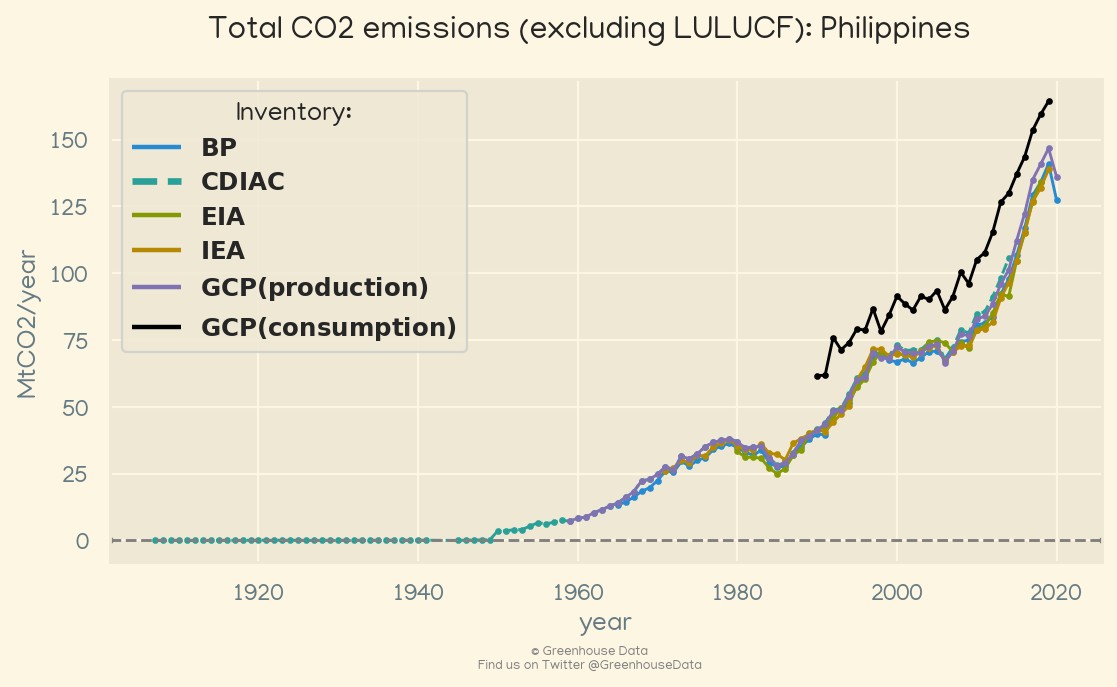 Total CO2 emissions (excluding LULUCF): Philippines
Inventory:
BP
CDIAC
EIA
IEA
GCP(production)
GCP(consumption)
MtCO2/year
150
125
100
75
50
25
0
1920
1940
1960
1980
2000
2020
year
© Greenhouse Data
Find us on Twitter @GreenhouseData